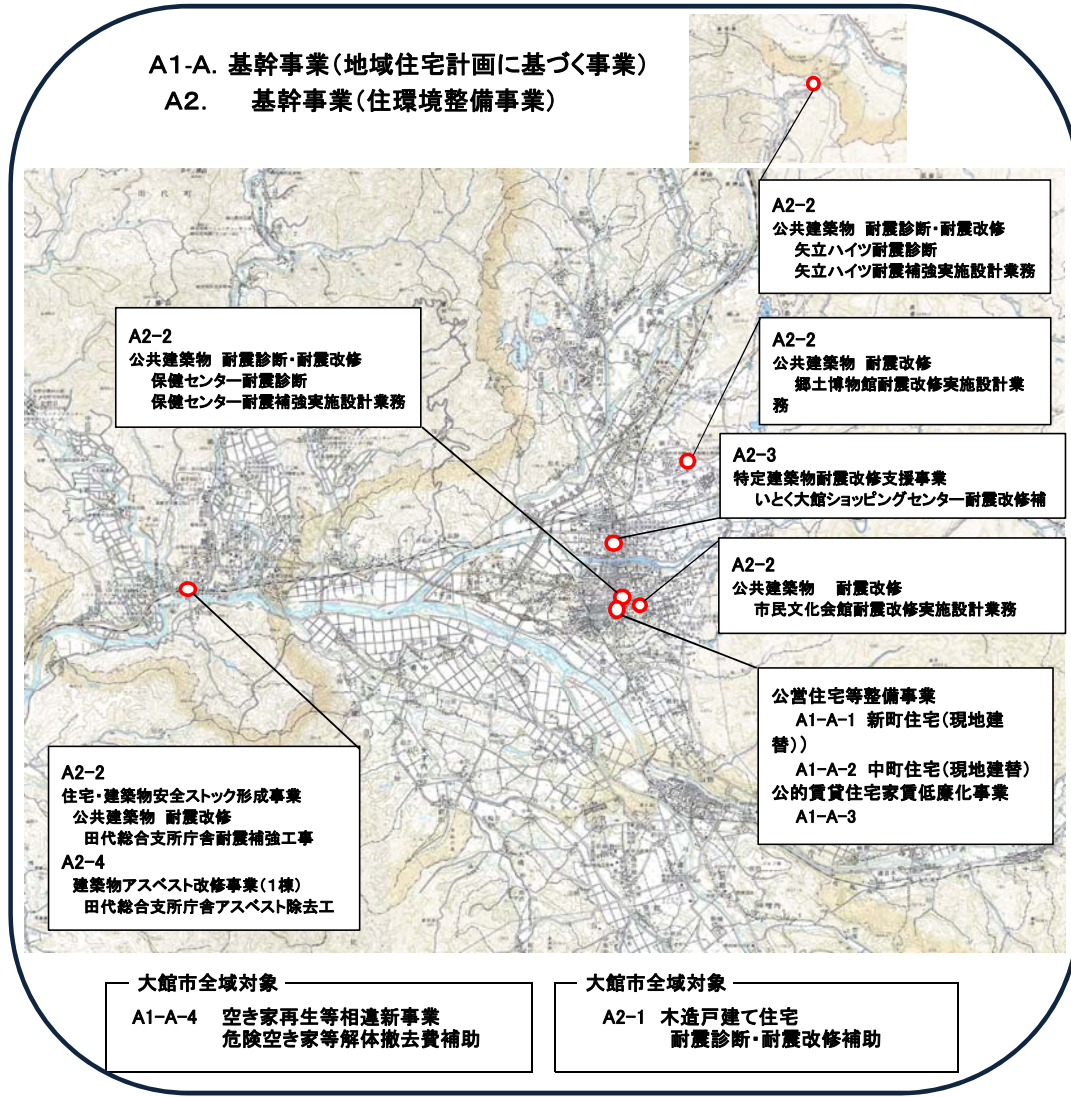 A1-A. 基幹事業(地域住宅計画に基づく事業)
A2. 基幹事業(住環境整備事業)
A2-2
公共建築物 耐震診断・耐震改修
矢立ハイツ耐震診断
矢立ハイツ耐震補強実施設計業務
A2-2
公共建築物 耐震改修
郷土博物館耐震改修実施設計業
務
A2-2
公共建築物 耐震診断・耐震改修
保健センター耐震診断
保健センター耐震補強実施設計業務
A2-3
特定建築物耐震改修支援事業
いとく大館ショッピングセンター耐震改修補
A2-2
公共建築物 耐震改修
市民文化会館耐震改修実施設計業務
公営住宅等整備事業
A1-A-1 新町住宅(現地建
替))
A1-A-2 中町住宅(現地建替)
公的賃貸住宅家賃低廉化事業
A1-A-3
A2-2
住宅・建築物安全ストック形成事業
公共建築物 耐震改修
田代総合支所庁舎耐震補強工事
A2-4
建築物アスベスト改修事業(1棟)
田代総合支所庁舎アスベスト除去工
大館市全域対象
A1-A-4 空き家再生等相違新事業
危険空き家等解体撤去費補助
大館市全域対象
A2-1 木造戸建て住宅
耐震診断・耐震改修補助